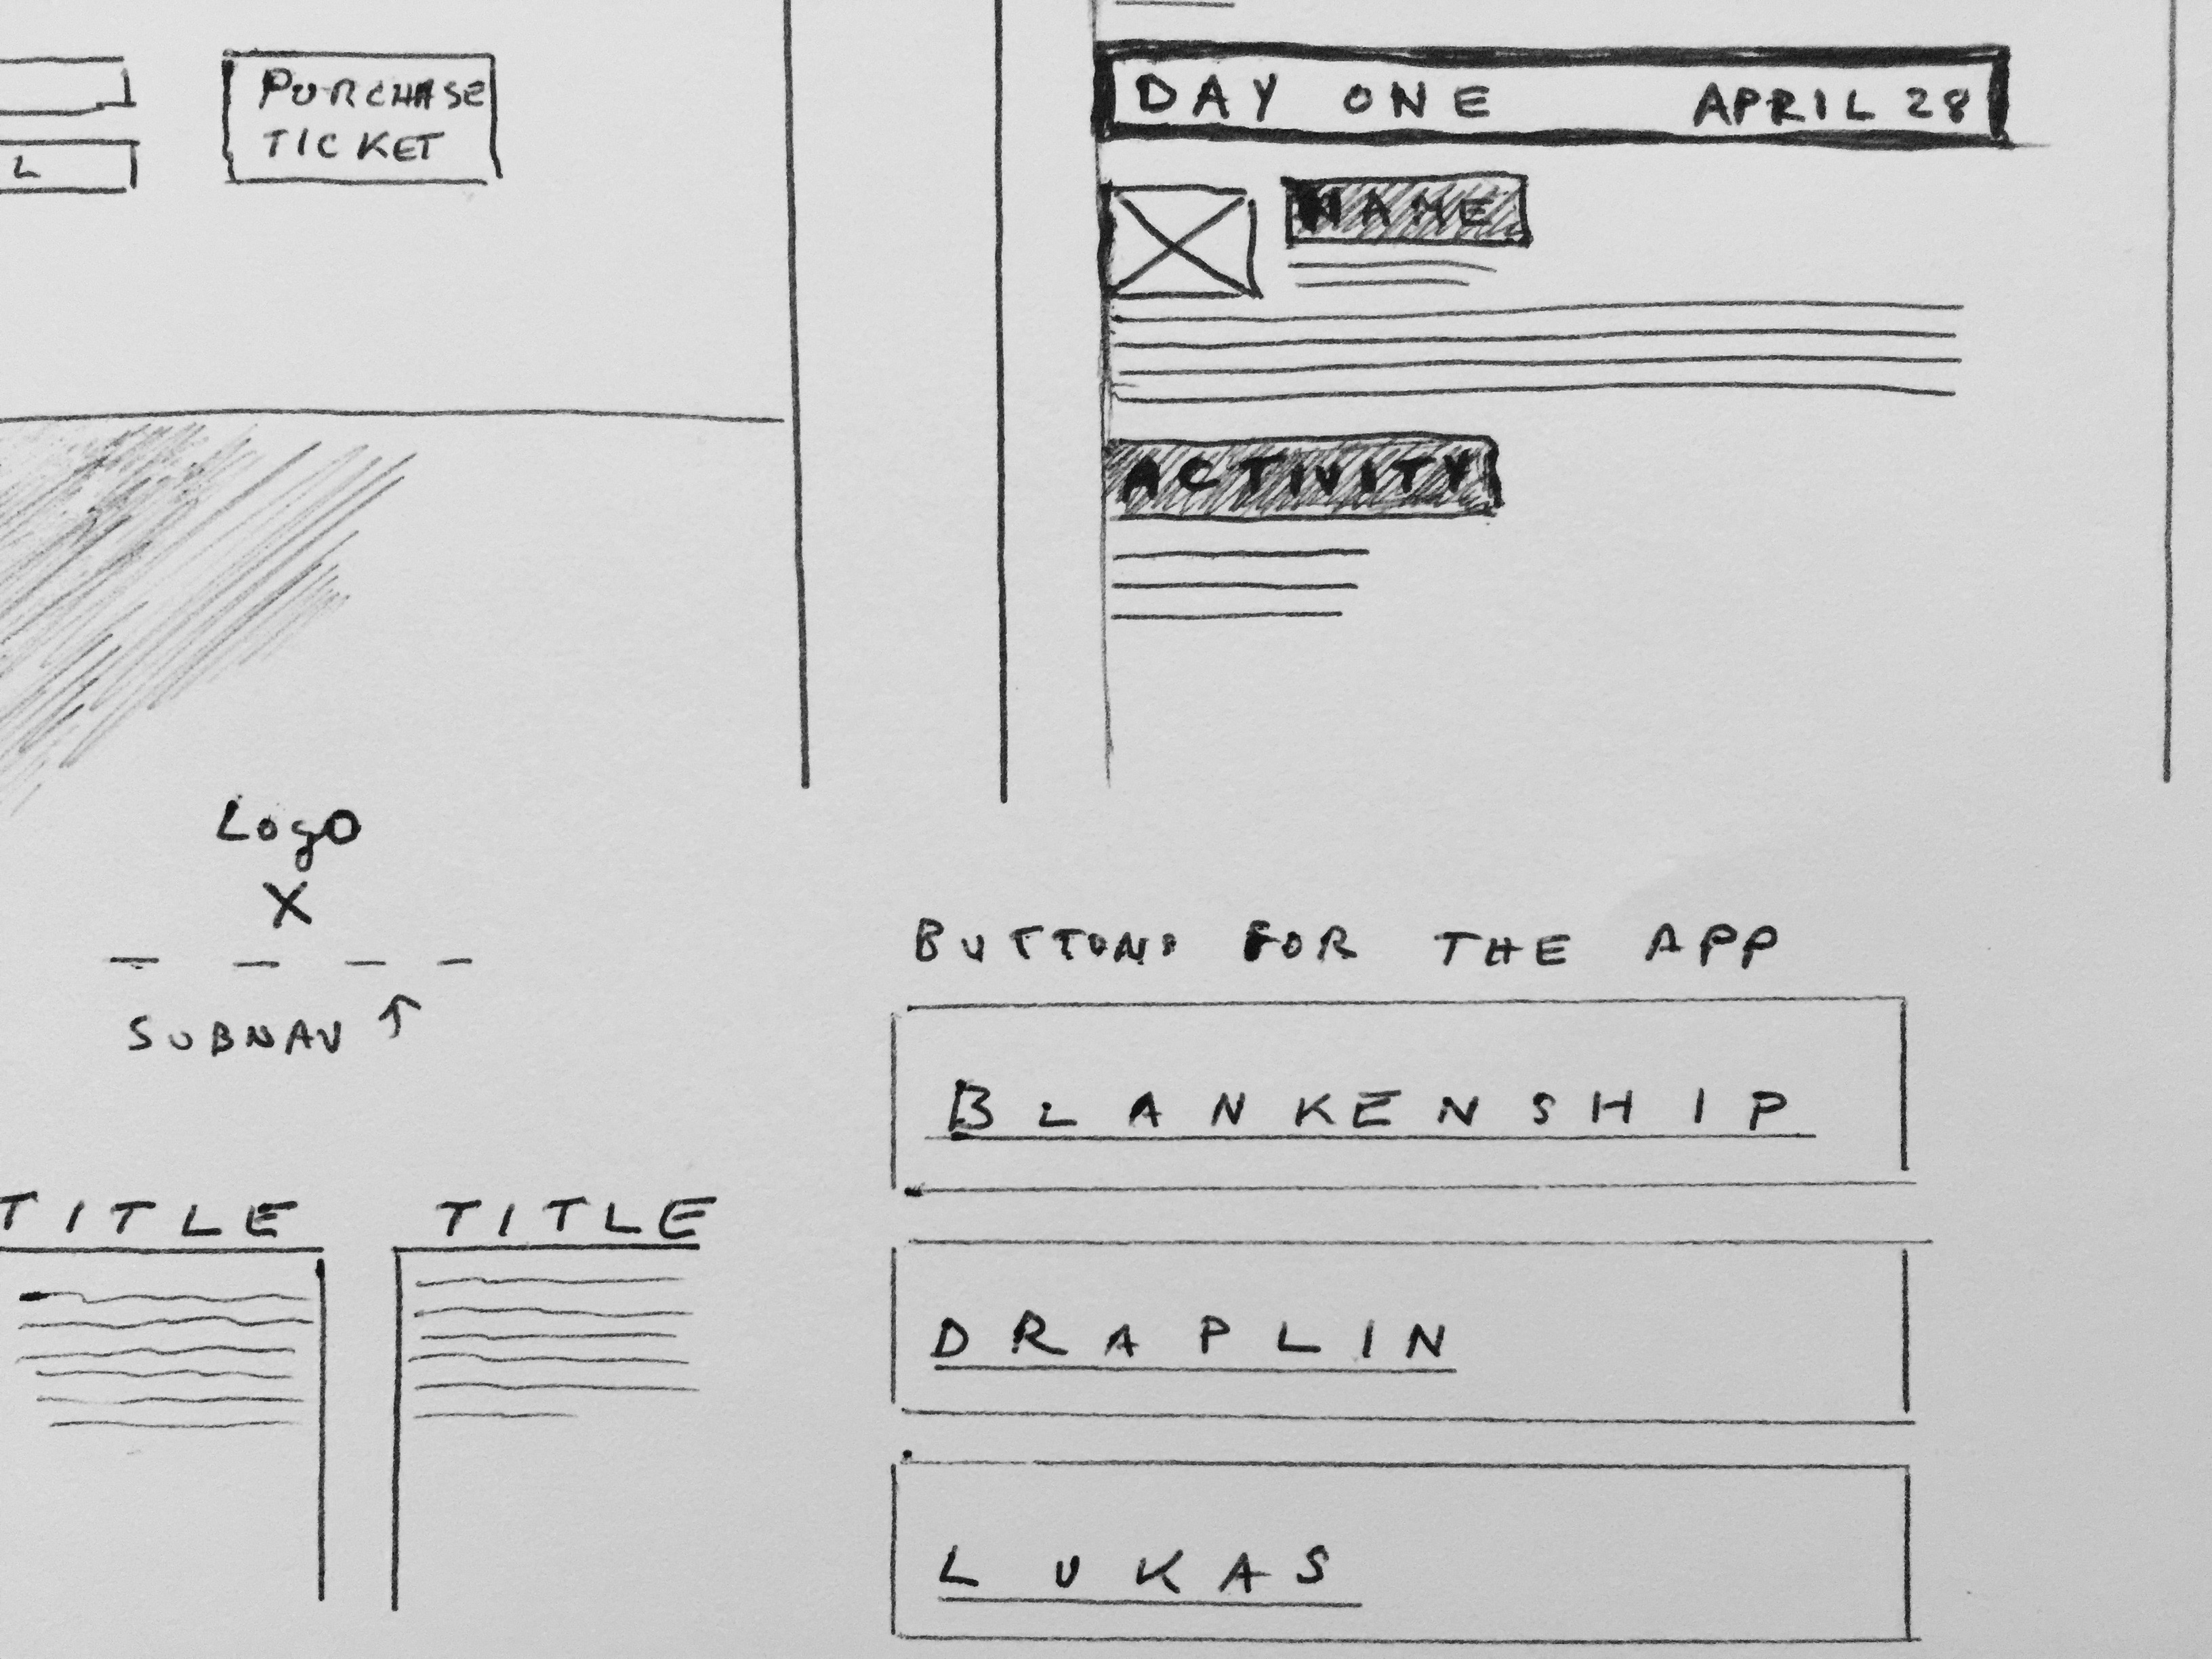 PURCHASE
TICKET
L
DAY ONE APRIL 28
NAME
ACTIVITY
Logo
X
SUBNAV ↑
TITLE TITLE
BUTTONS FOR THE APP
BLANKENSHIP
DRAPLIN
LUKAS